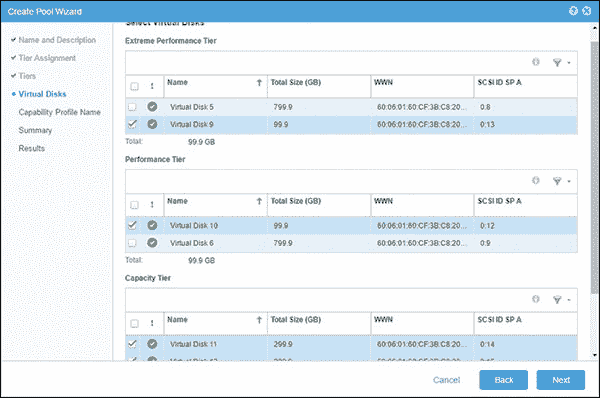 Create Pool Wizard
Name and Description
Tier Assignment
Tiers
Virtual Disks
Capability Profile Name
Summary
Results
Select Virtual Disks
Extreme Performance Tier
! Name Total Size (GB) WWN SCSI ID SP A
Virtual Disk 5 799.9 60:06:01:60:CF:3B:C8:20... 0:8
Virtual Disk 9 99.9 60:06:01:60:CF:3B:C8:20... 0:13
Total: 99.9 GB
Performance Tier
! Name Total Size (GB) WWN SCSI ID SP A
Virtual Disk 10 99.9 60:06:01:60:CF:3B:C8:20... 0:12
Virtual Disk 6 799.9 60:06:01:60:CF:3B:C8:20... 0:9
Total: 99.9 GB
Capacity Tier
! Name Total Size (GB) WWN SCSI ID SP A
Virtual Disk 11 299.9 60:06:01:60:CF:3B:C8:20... 0:14
Cancel Back Next